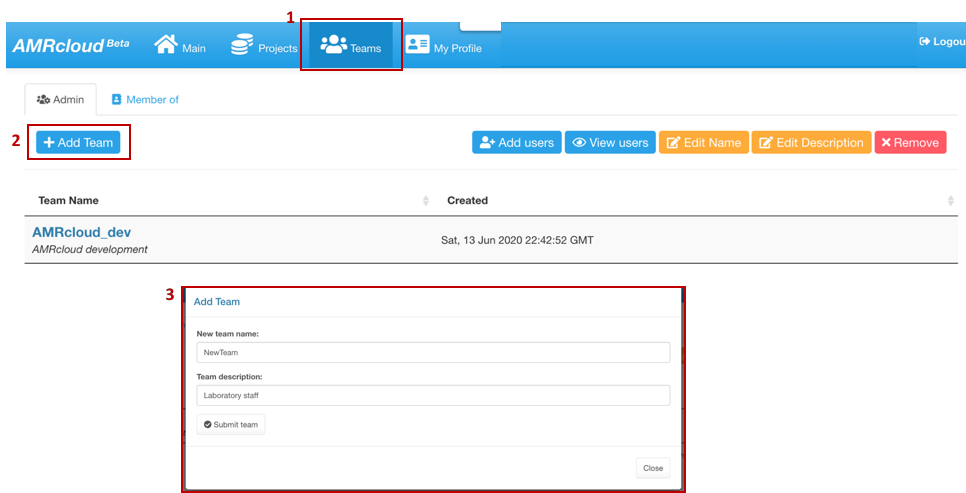 1
AMRcloud Beta Main Projects Teams My Profile Logou
Admin Member of
2 Add Team Add users View users Edit Name Edit Description Remove
Team Name Created
AMRcloud_dev
AMRcloud development
Sat, 13 Jun 2020 22:42:52 GMT
3
Add Team
New team name:
NewTeam
Team description:
Laboratory staff
Submit team
Close